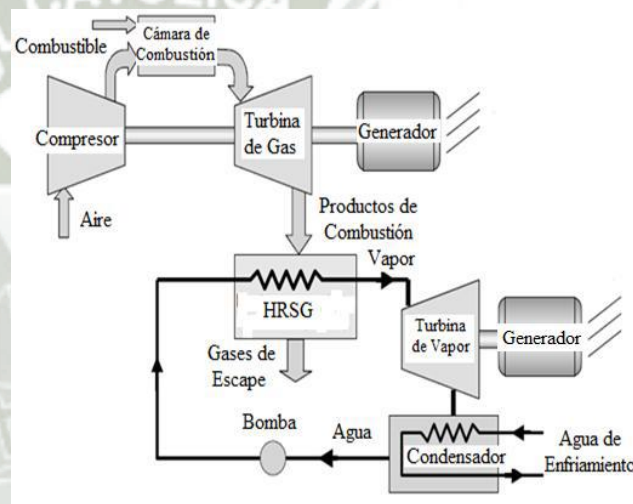 CATOLICA
Combustible
Cámara de
Combustión
Compresor
Turbina
de Gas
Generador
Aire
Productos de
Combustión
Vapor
HRSG
Turbina
de Vapor
Generador
Gases de
Escape
Bomba
Agua
Condensador
Agua de
Enfriamiento